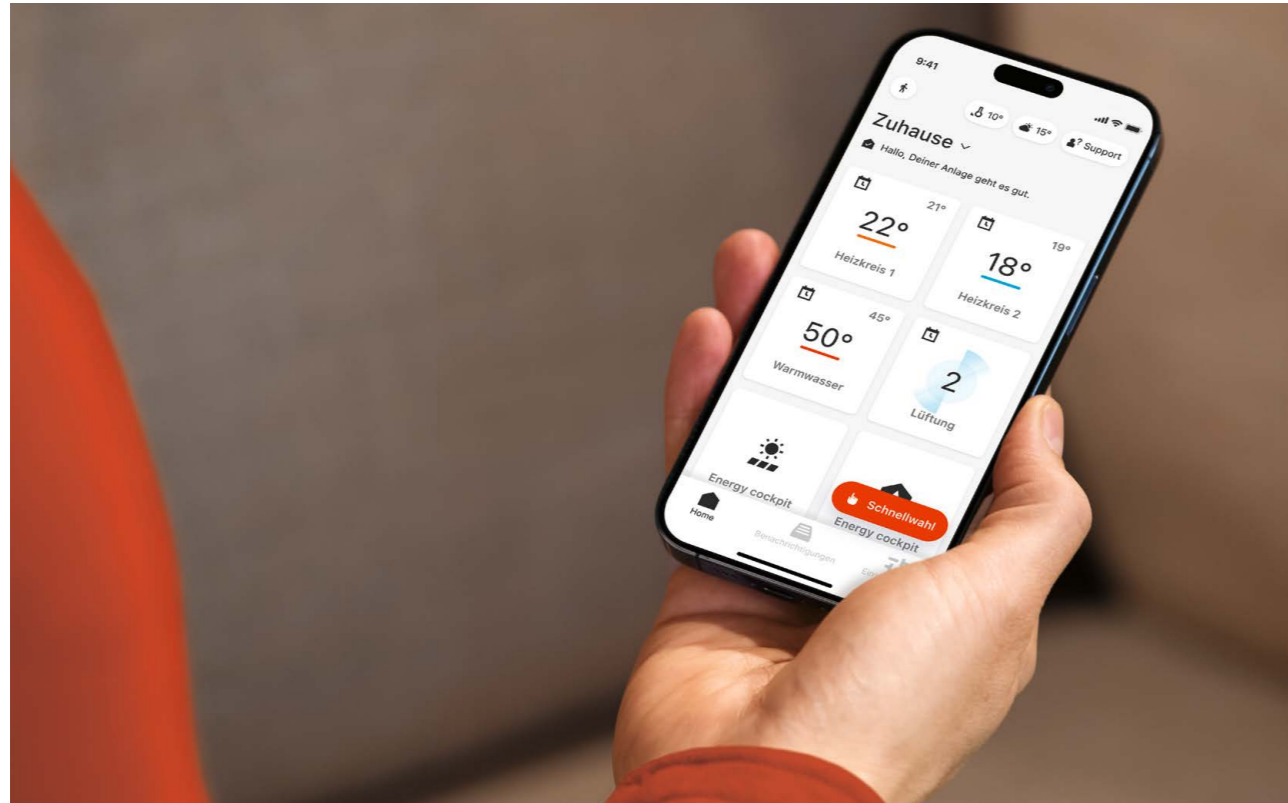 9:41
10°
15°
? Support
Zuhause
Hallo, Deiner Anlage geht es gut.
21°
22°
Heizkreis 1
19°
18°
Heizkreis 2
45°
50°
Warmwasser
2
Lüftung
Energy cockpit
Energy cockpit
Schnellwahl
Home
Benachrichtigungen